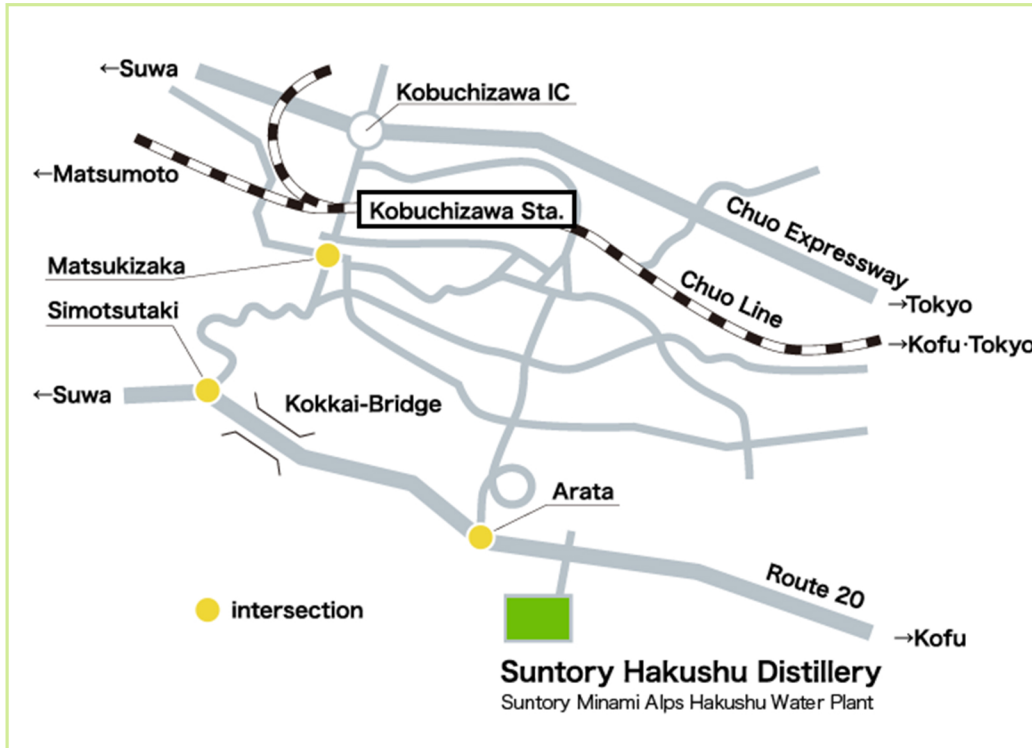 ←Suwa
Kobuchizawa IC
←Matsumoto
Kobuchizawa Sta.
Chuo Expressway
Matsukizaka
Simotsutaki
Chuo Line
→Tokyo
→Kofu·Tokyo
←Suwa
Kokkai-Bridge
Arata
Route 20
intersection
→Kofu
Suntory Hakushu Distillery
Suntory Minami Alps Hakushu Water Plant